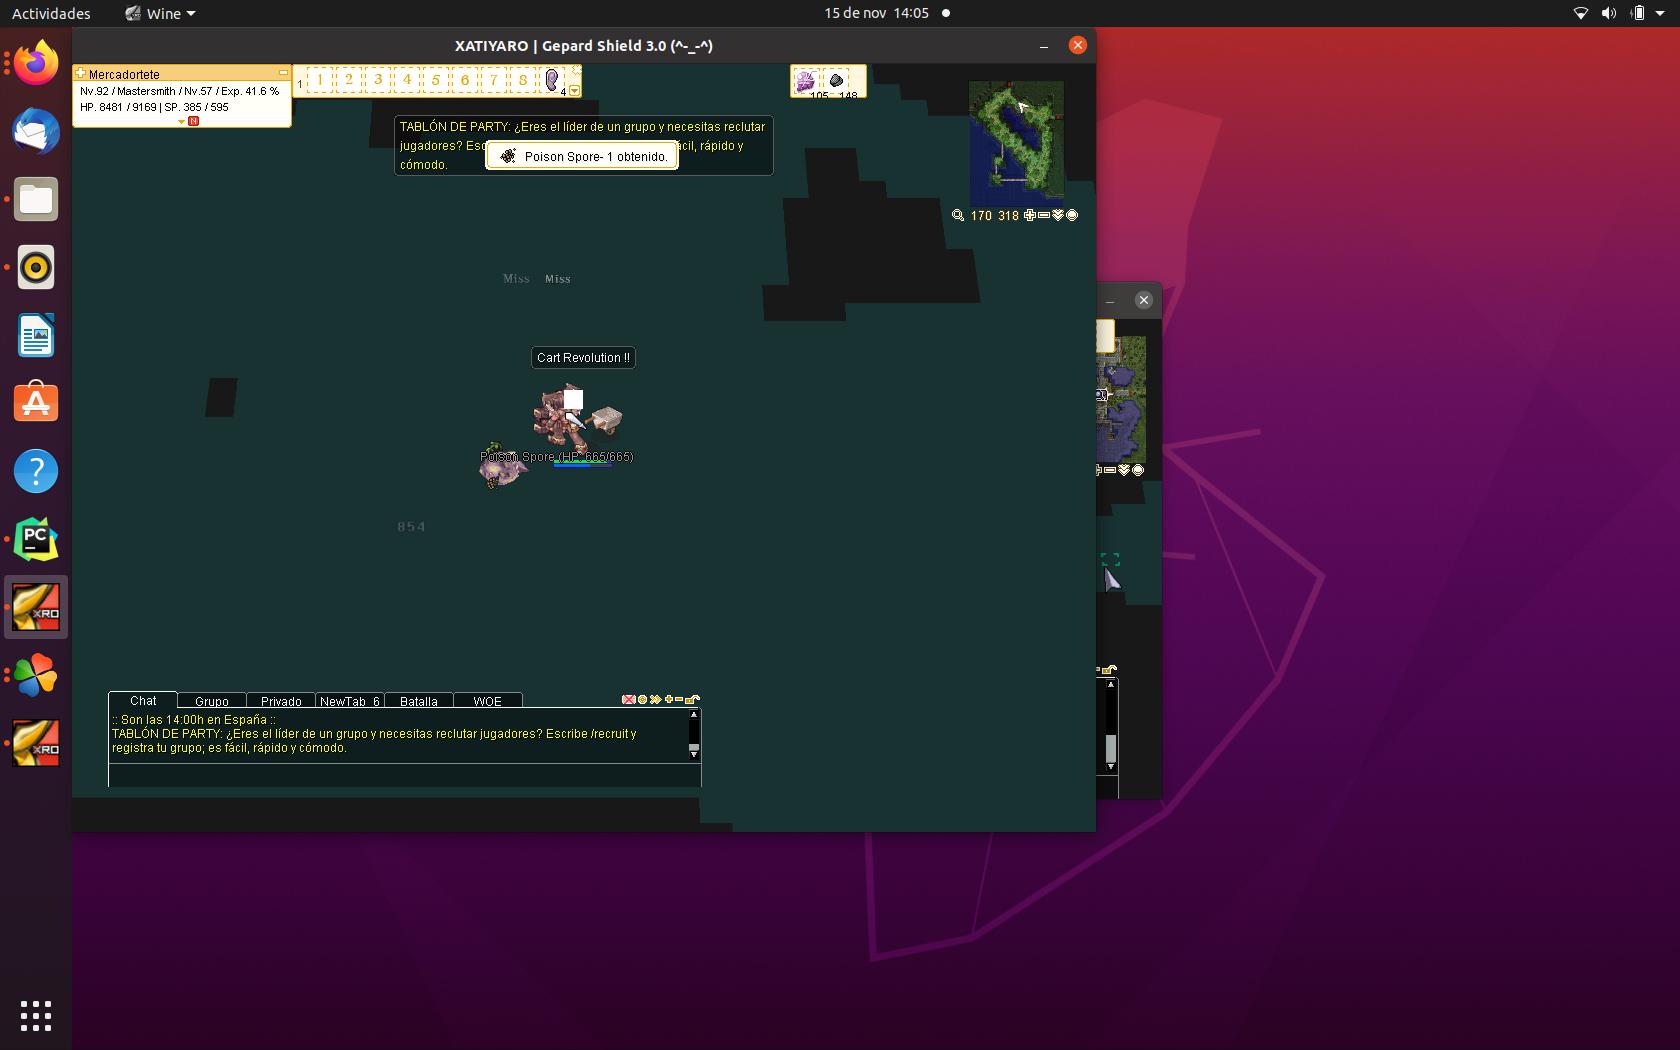 Actividades
Wine
15 de nov 14:05
XATIYARO | Gepard Shield 3.0 (^-_-^)
Mercadortete
Nv.92 / Mastersmith / Nv.57 / Exp. 41.6 %
HP. 8481 / 9169 | SP. 385 / 595
N
1 1 2 3 4 5 6 7 8 4
105 148
TABLÓN DE PARTY: ¿Eres el líder de un grupo y necesitas reclutar
jugadores? Esc ácil, rápido y
cómodo.
Poison Spore- 1 obtenido.
170 318
Miss Miss
Cart Revolution !!
Poison Spore (HP: 665/665)
854
Chat Grupo Privado NewTab 6 Batalla WOE
:: Son las 14:00h en España ::
TABLÓN DE PARTY: ¿Eres el líder de un grupo y necesitas reclutar jugadores? Escribe /recruit y
registra tu grupo; es fácil, rápido y cómodo.
PC
XRO
XRO